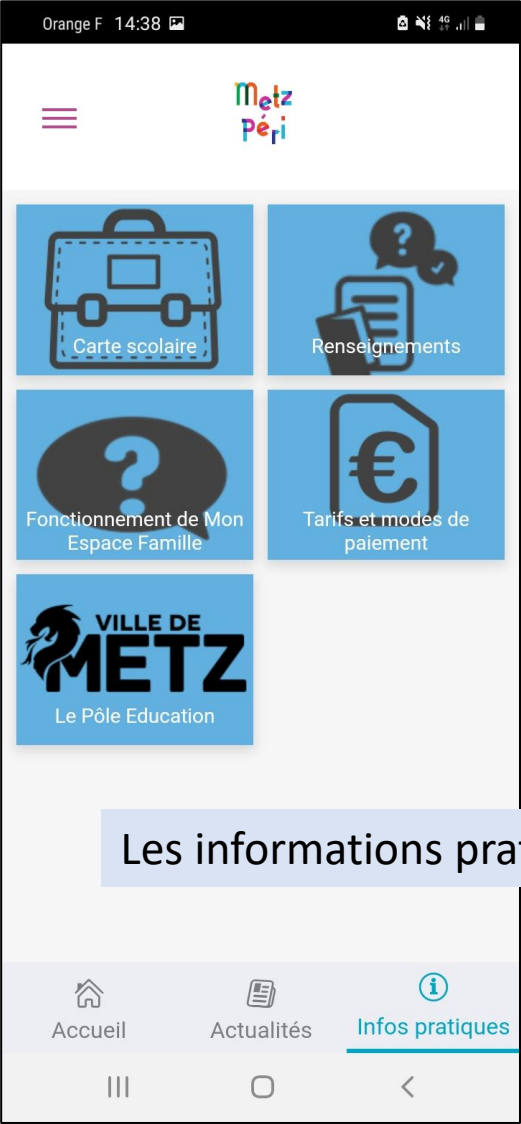 Orange F 14:38
4G
Metz
Péri
Carte scolaire
Renseignements
Fonctionnement de Mon
Espace Famille
Tarifs et modes de
paiement
VILLE DE
METZ
Le Pôle Education
Les informations
Accueil
Actualités
Infos pratiques